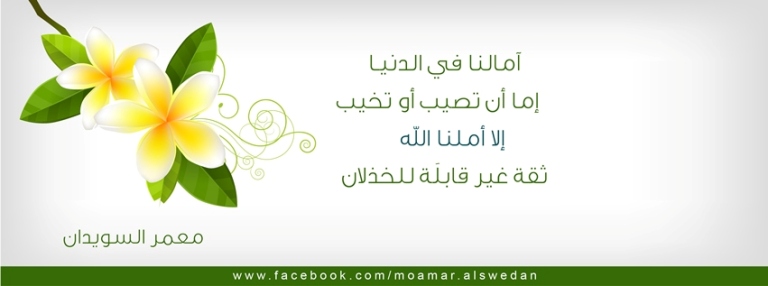 آمالنا في الدنيا
إما أن تصيب أو تخيب
إلا أملنا الله
ثقة غير قابلَة للخذلان
معمر السويدان
www.facebook.com/moamar.alswedan